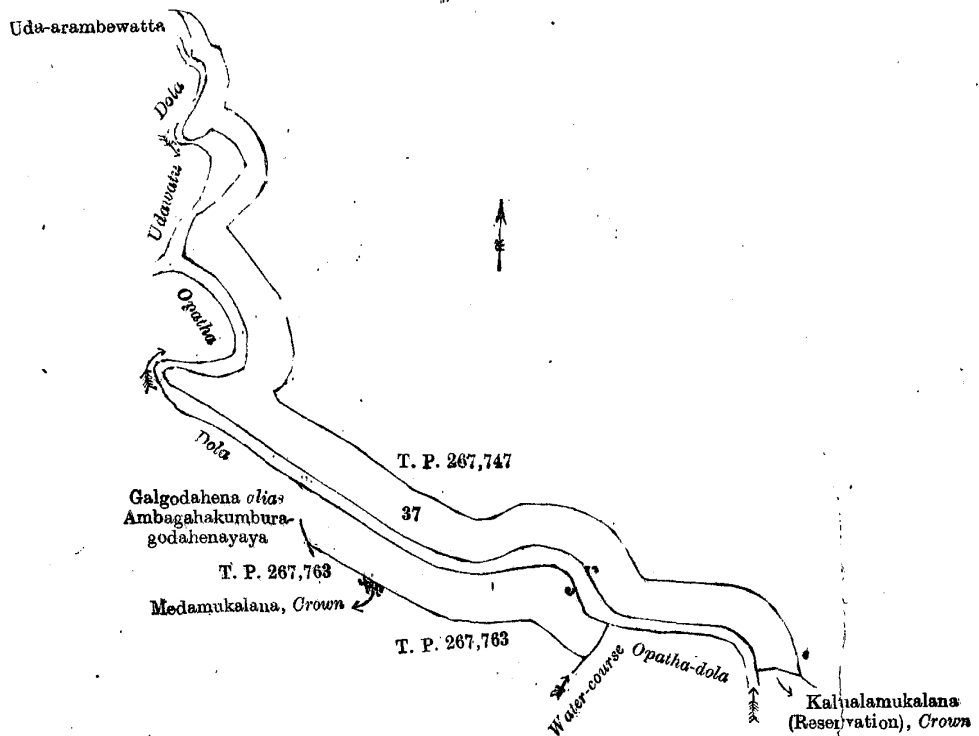 Uda-arambewatta
Dola
Udawatu
Opatha
Dola
T. P. 267,747
37
Galgodahena alias
Ambagahakumbura-
godahenayaya
T. P. 267,763
Medamukalana, Crown
T. P. 267,763
Water-course
Opatha-dola
Kalualamukalana
(Reservation), Crown